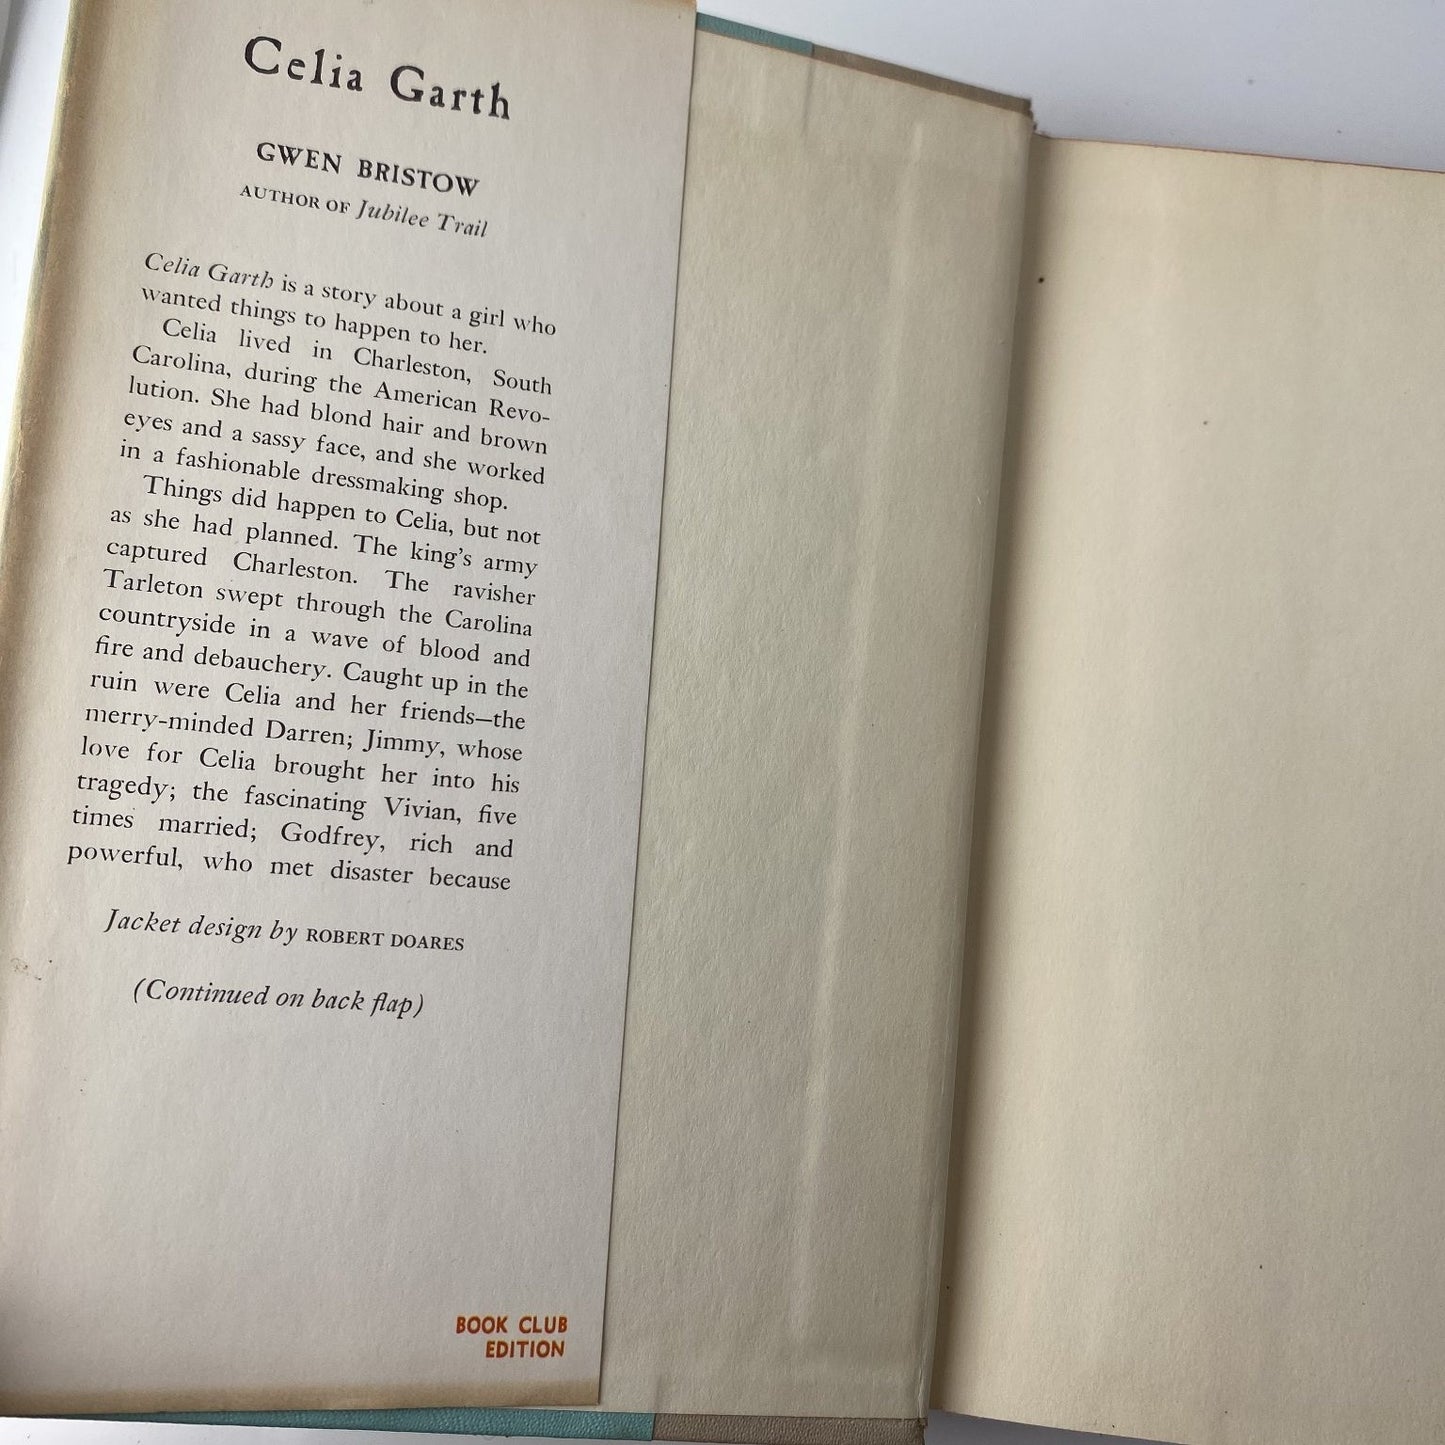 Celia Garth
GWEN BRISTOW
AUTHOR OF Jubilee Trail
Celia Garth is a story about a girl who
wanted things to happen to her.
Celia lived in Charleston, South
Carolina, during the American Revo-
lution. She had blond hair and brown
eyes and a sassy face, and she worked
in a fashionable dressmaking shop.
Things did happen to Celia, but not
as she had planned. The king's army
captured Charleston. The ravisher
Tarleton swept through the Carolina
countryside in a wave of blood and
fire and debauchery. Caught up in the
ruin were Celia and her friends—the
merry-minded Darren; Jimmy, whose
love for Celia brought her into his
tragedy; the fascinating Vivian, five
times married; Godfrey, rich and
powerful, who met disaster because
Jacket design by ROBERT DOARES
(Continued on back flap)
BOOK CLUB
EDITION